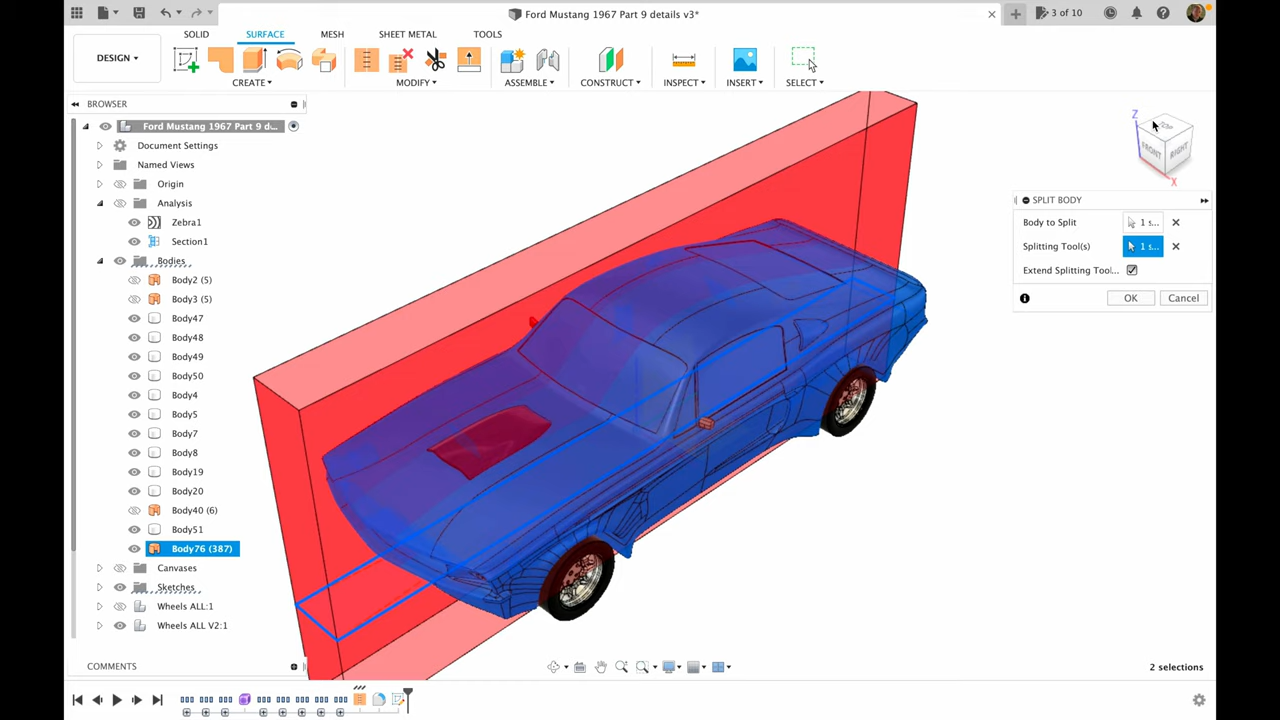 Ford Mustang 1967 Part 9 details v3*
3 of 10
DESIGN
SOLID
SURFACE
MESH
SHEET METAL
TOOLS
CREATE
MODIFY
ASSEMBLE
CONSTRUCT
INSPECT
INSERT
SELECT
BROWSER
Ford Mustang 1967 Part 9 d...
Document Settings
Named Views
Origin
Analysis
Zebra1
Section1
Bodies
Body2 (5)
Body3 (5)
Body47
Body48
Body49
Body50
Body4
Body5
Body7
Body8
Body19
Body20
Body40 (6)
Body51
Body76 (387)
Canvases
Sketches
Wheels ALL:1
Wheels ALL V2:1
Z
FRONT
RIGHT
X
SPLIT BODY
Body to Split
1 s...
Splitting Tool(s)
1 s...
Extend Splitting Tool...
OK
Cancel
COMMENTS
2 selections